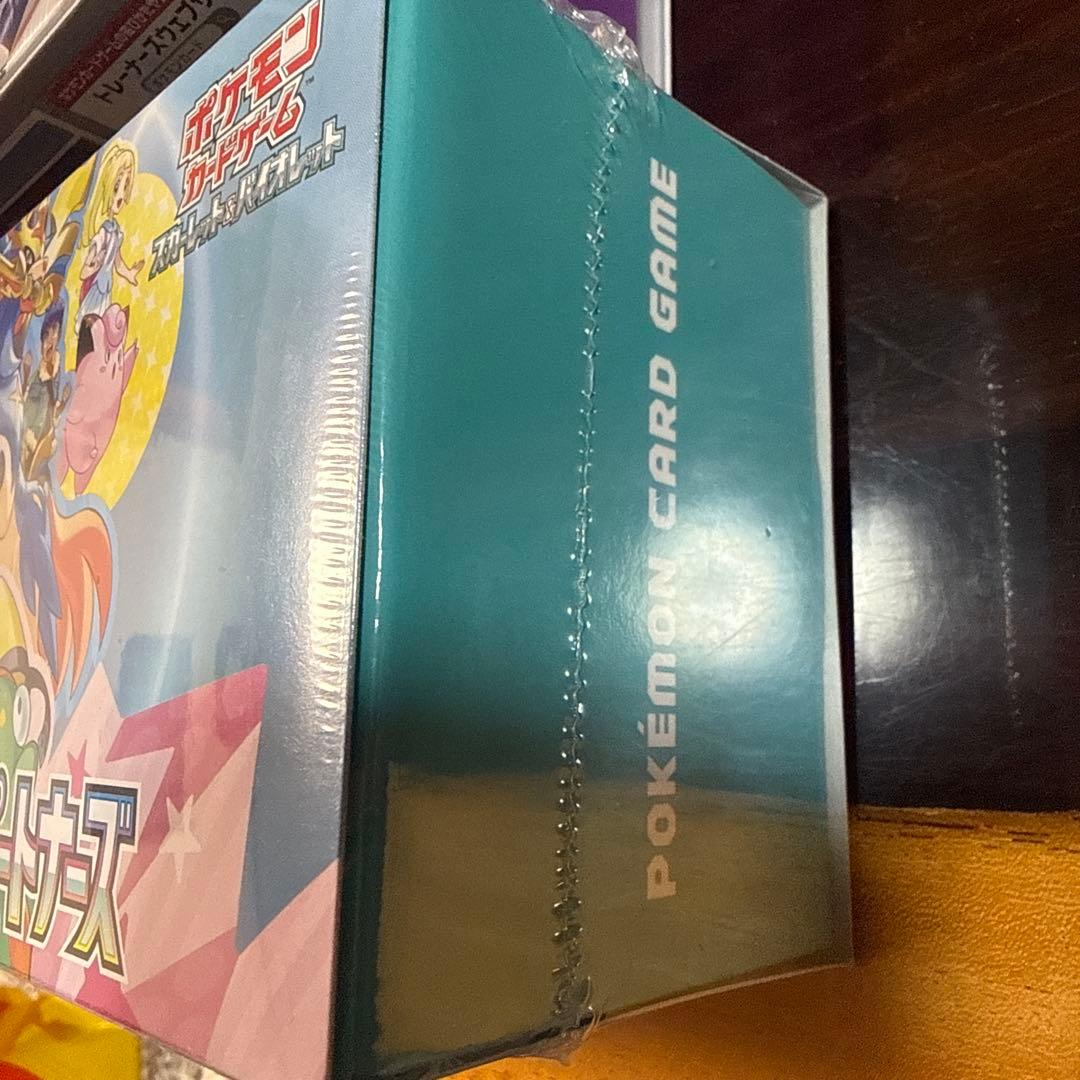 トレーナーズウェブ
ポケモン
カードゲーム
スカーレット&バイオレット
ートナーズ
POKÉMON CARD GAME